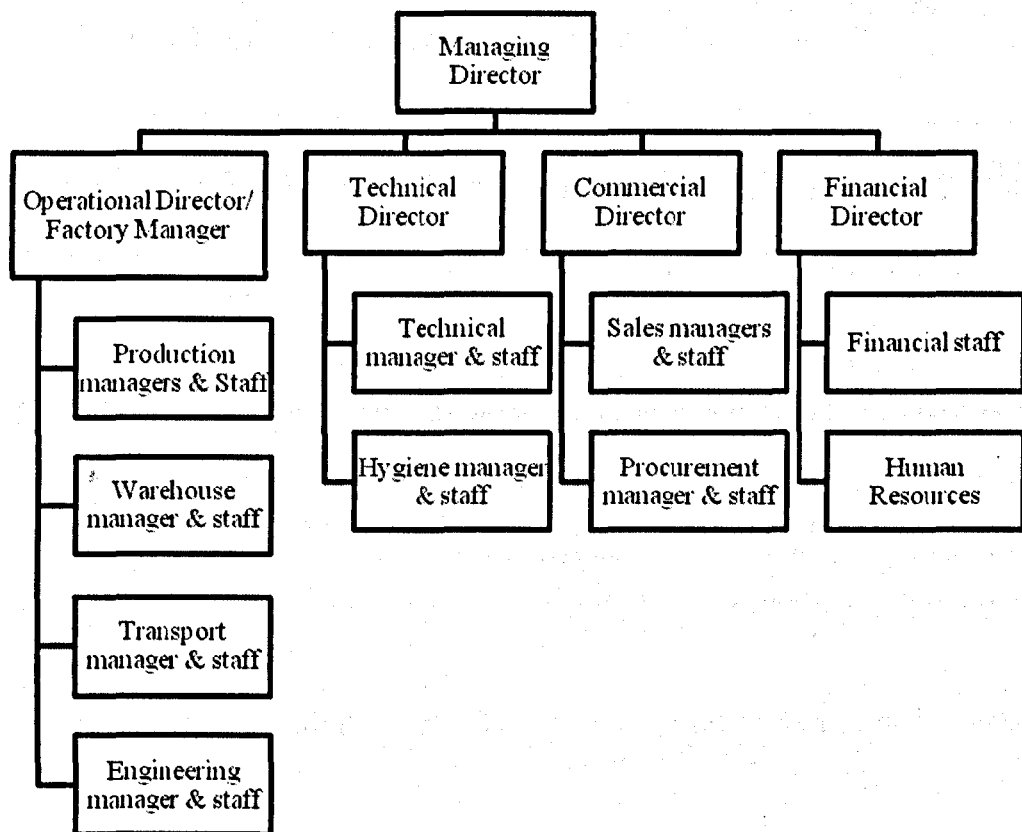 Managing
Director
Operational Director/
Factory Manager
Technical
Director
Commercial
Director
Financial
Director
Production
managers & Staff
Warehouse
manager & staff
Transport
manager & staff
Engineering
manager & staff
Technical
manager & staff
Hygiene manager
& staff
Sales managers
& staff
Procurement
manager & staff
Financial staff
Human
Resources